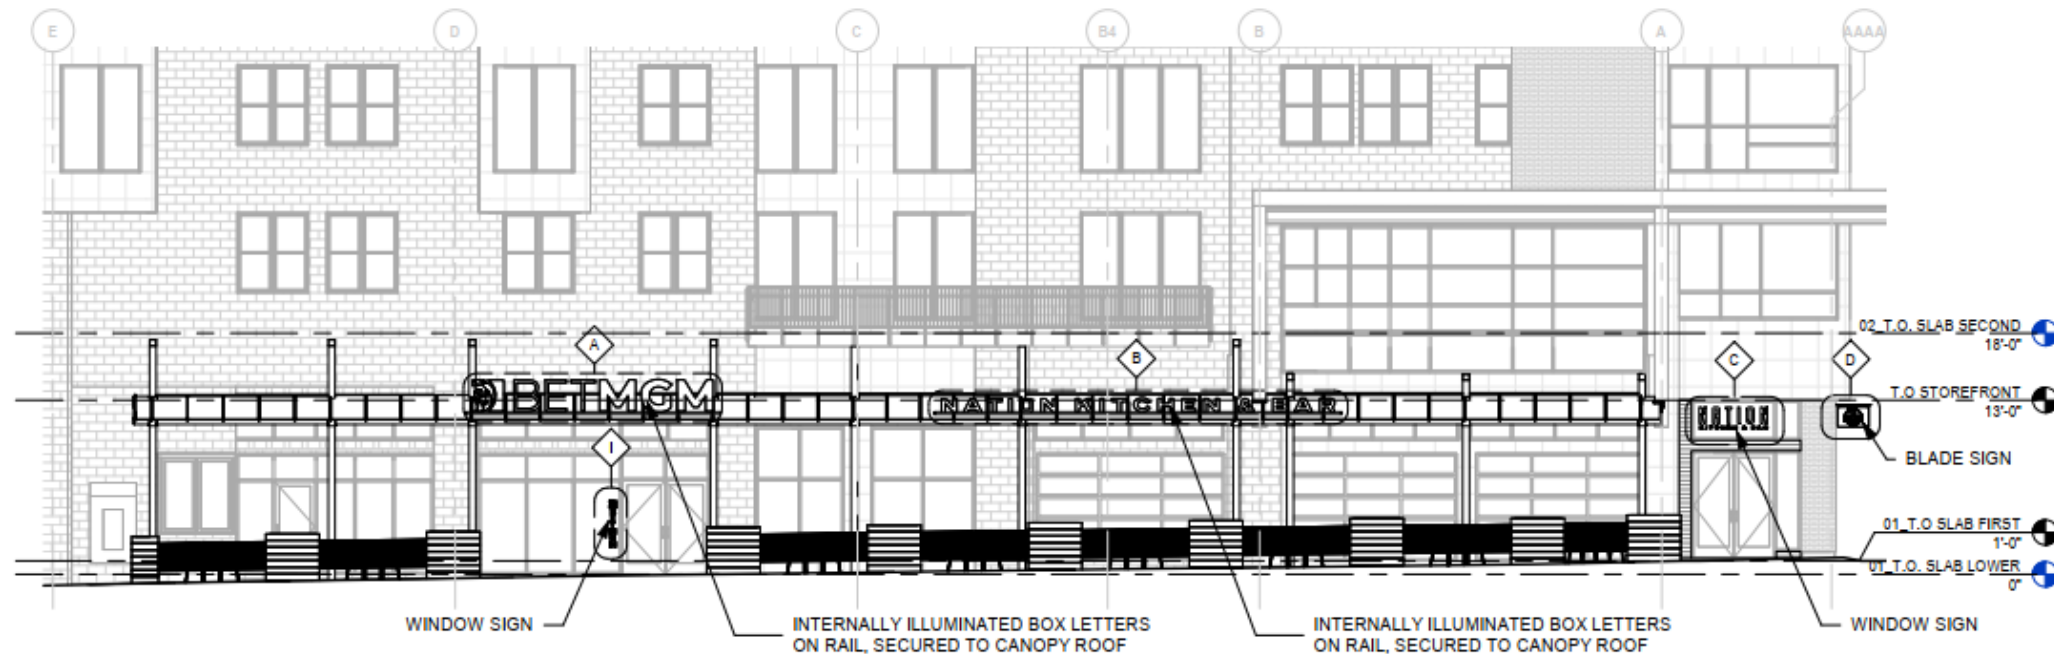 E
D
C
B4
B
A
AAAA
02_T.O. SLAB SECOND
18'-0"
A
B
C
D
T.O STOREFRONT
13'-0"
BETMGM
NATION KITCHEN & BAR
NATION
I
BLADE SIGN
01_T.O SLAB FIRST
1'-0"
01_T.O. SLAB LOWER
0"
WINDOW SIGN
INTERNALLY ILLUMINATED BOX LETTERS
ON RAIL, SECURED TO CANOPY ROOF
INTERNALLY ILLUMINATED BOX LETTERS
ON RAIL, SECURED TO CANOPY ROOF
WINDOW SIGN